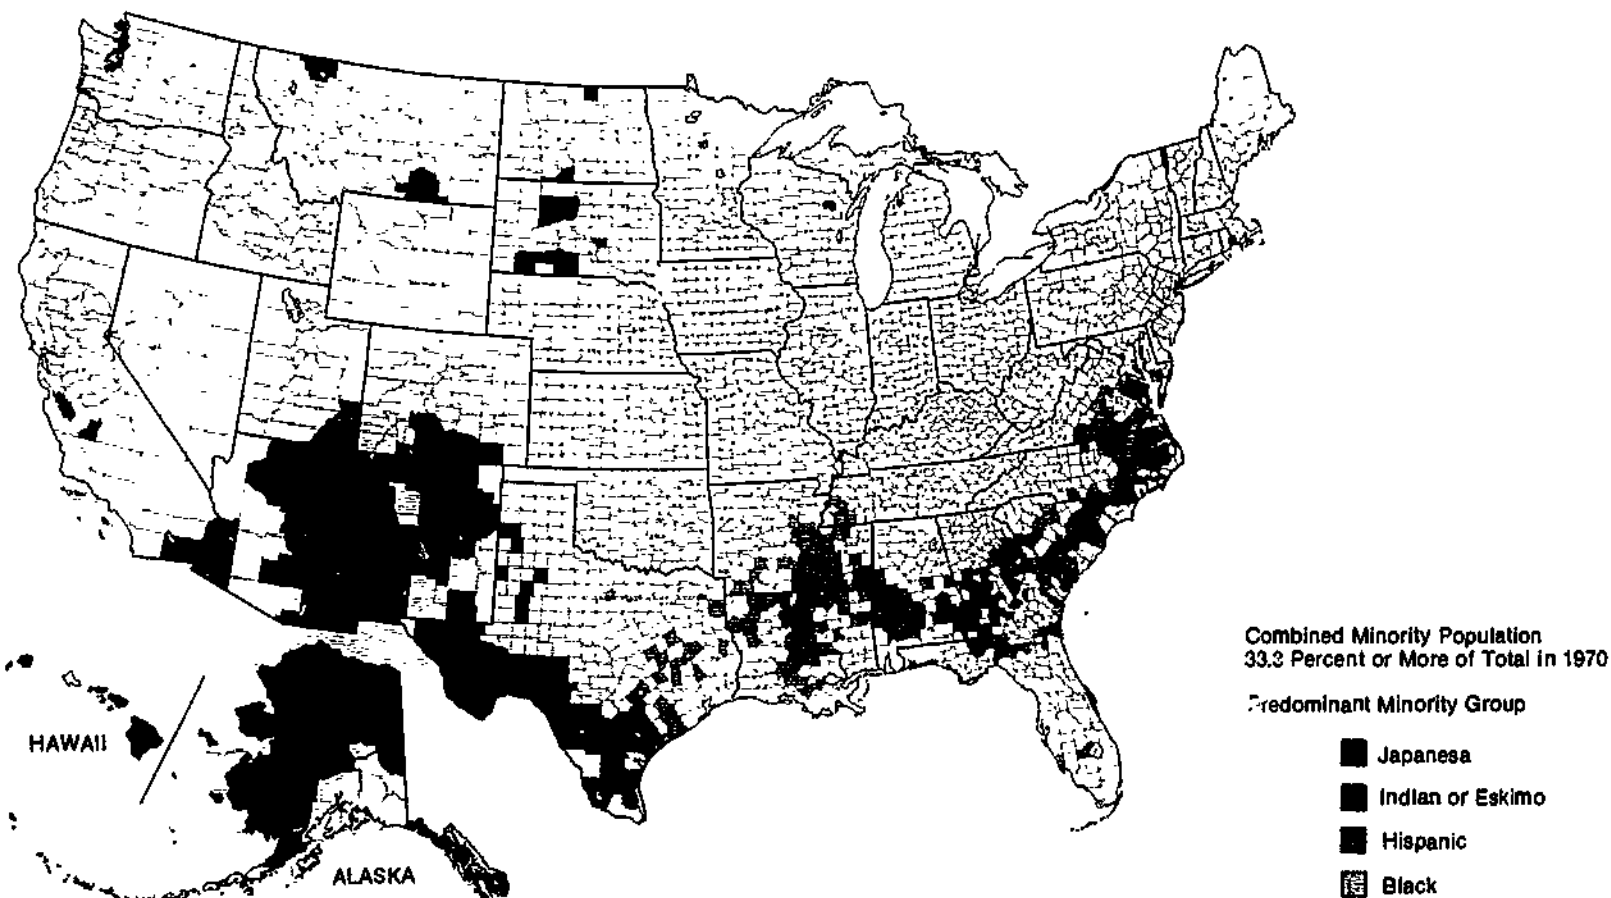 HAWAII
ALASKA
Combined Minority Population
33.3 Percent or More of Total in 1970
Predominant Minority Group
Japanesa
Indian or Eskimo
Hispanic
Black